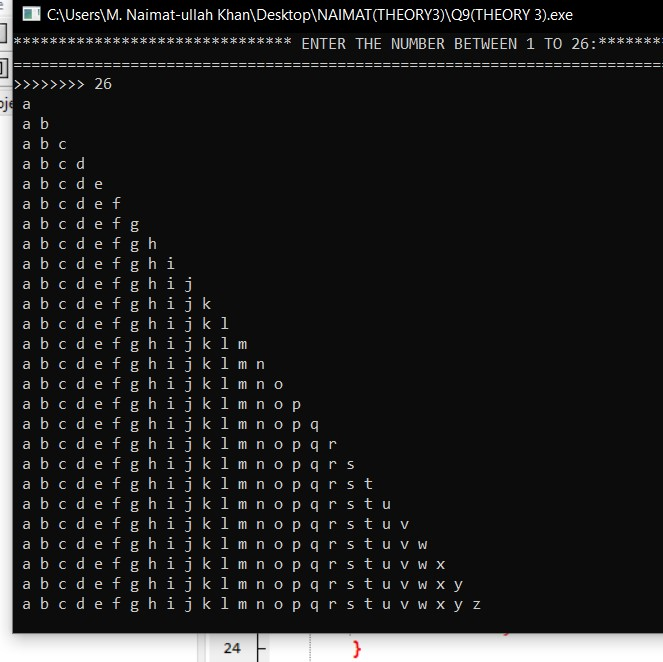 C:\Users\M. Naimat-ullah Khan\Desktop\NAIMAT(THEORY3)\Q9(THEORY 3).exe
******************************* ENTER THE NUMBER BETWEEN 1 TO 26:*******
========================================================================
>>>>>>>> 26
a
a b
a b c
a b c d
a b c d e
a b c d e f
a b c d e f g
a b c d e f g h
a b c d e f g h i
a b c d e f g h i j
a b c d e f g h i j k
a b c d e f g h i j k l
a b c d e f g h i j k l m
a b c d e f g h i j k l m n
a b c d e f g h i j k l m n o
a b c d e f g h i j k l m n o p
a b c d e f g h i j k l m n o p q
a b c d e f g h i j k l m n o p q r
a b c d e f g h i j k l m n o p q r s
a b c d e f g h i j k l m n o p q r s t
a b c d e f g h i j k l m n o p q r s t u
a b c d e f g h i j k l m n o p q r s t u v
a b c d e f g h i j k l m n o p q r s t u v w
a b c d e f g h i j k l m n o p q r s t u v w x
a b c d e f g h i j k l m n o p q r s t u v w x y
a b c d e f g h i j k l m n o p q r s t u v w x y z
24 }